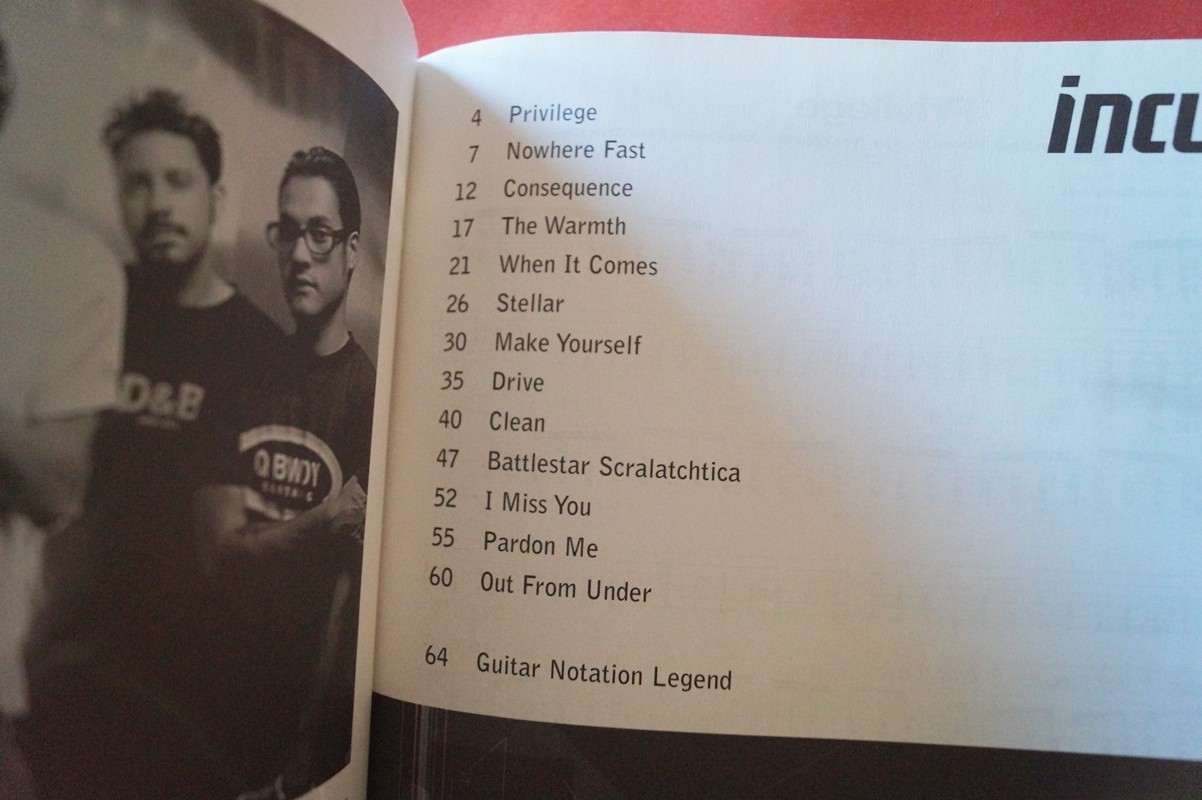 incu
4 Privilege
7 Nowhere Fast
12 Consequence
17 The Warmth
21 When It Comes
26 Stellar
30 Make Yourself
35 Drive
40 Clean
47 Battlestar Scralatchtica
52 I Miss You
55 Pardon Me
60 Out From Under
64 Guitar Notation Legend
D&B